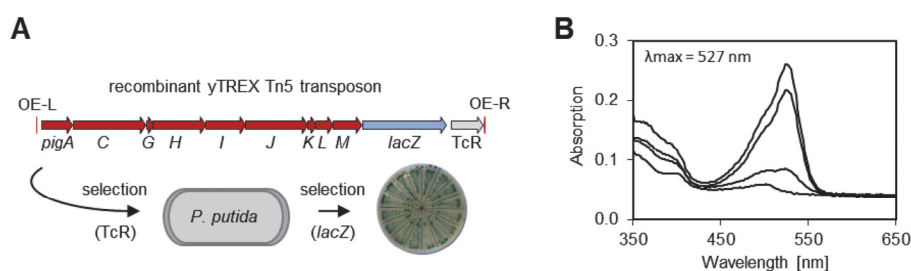 A
recombinant yTREX Tn5 transposon
OE-L
OE-R
pigA C G H I J K L M lacZ TcR
selection
(TcR)
P. putida
selection
(lacZ)
B
λmax = 527 nm
Absorption
0.3
0.2
0.1
0.0
350 450 550 650
Wavelength [nm]